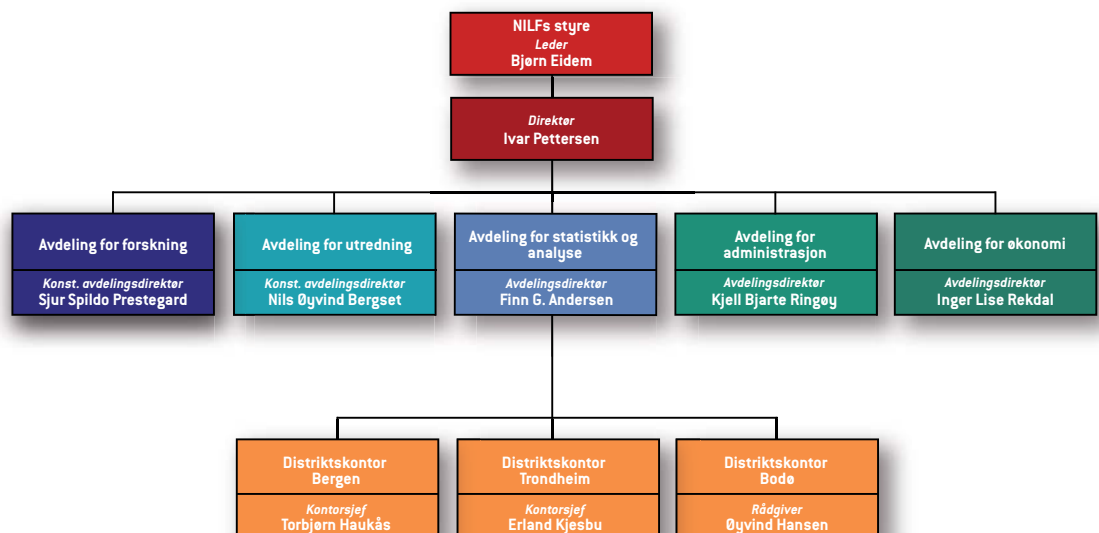 NILFs styre
Leder
Bjørn Eidem
Direktør
Ivar Pettersen
Avdeling for forskning
Konst. avdelingsdirektør
Sjur Spildo Prestegard
Avdeling for utredning
Konst. avdelingsdirektør
Nils Øyvind Bergset
Avdeling for statistikk og
analyse
Avdelingsdirektør
Finn G. Andersen
Avdeling for
administrasjon
Avdelingsdirektør
Kjell Bjarte Ringøy
Avdeling for økonomi
Avdelingsdirektør
Inger Lise Rekdal
Distriktskontor
Bergen
Kontorsjef
Torbjørn Haukås
Distriktskontor
Trondheim
Kontorsjef
Erland Kjesbu
Distriktskontor
Bodø
Rådgiver
Øyvind Hansen